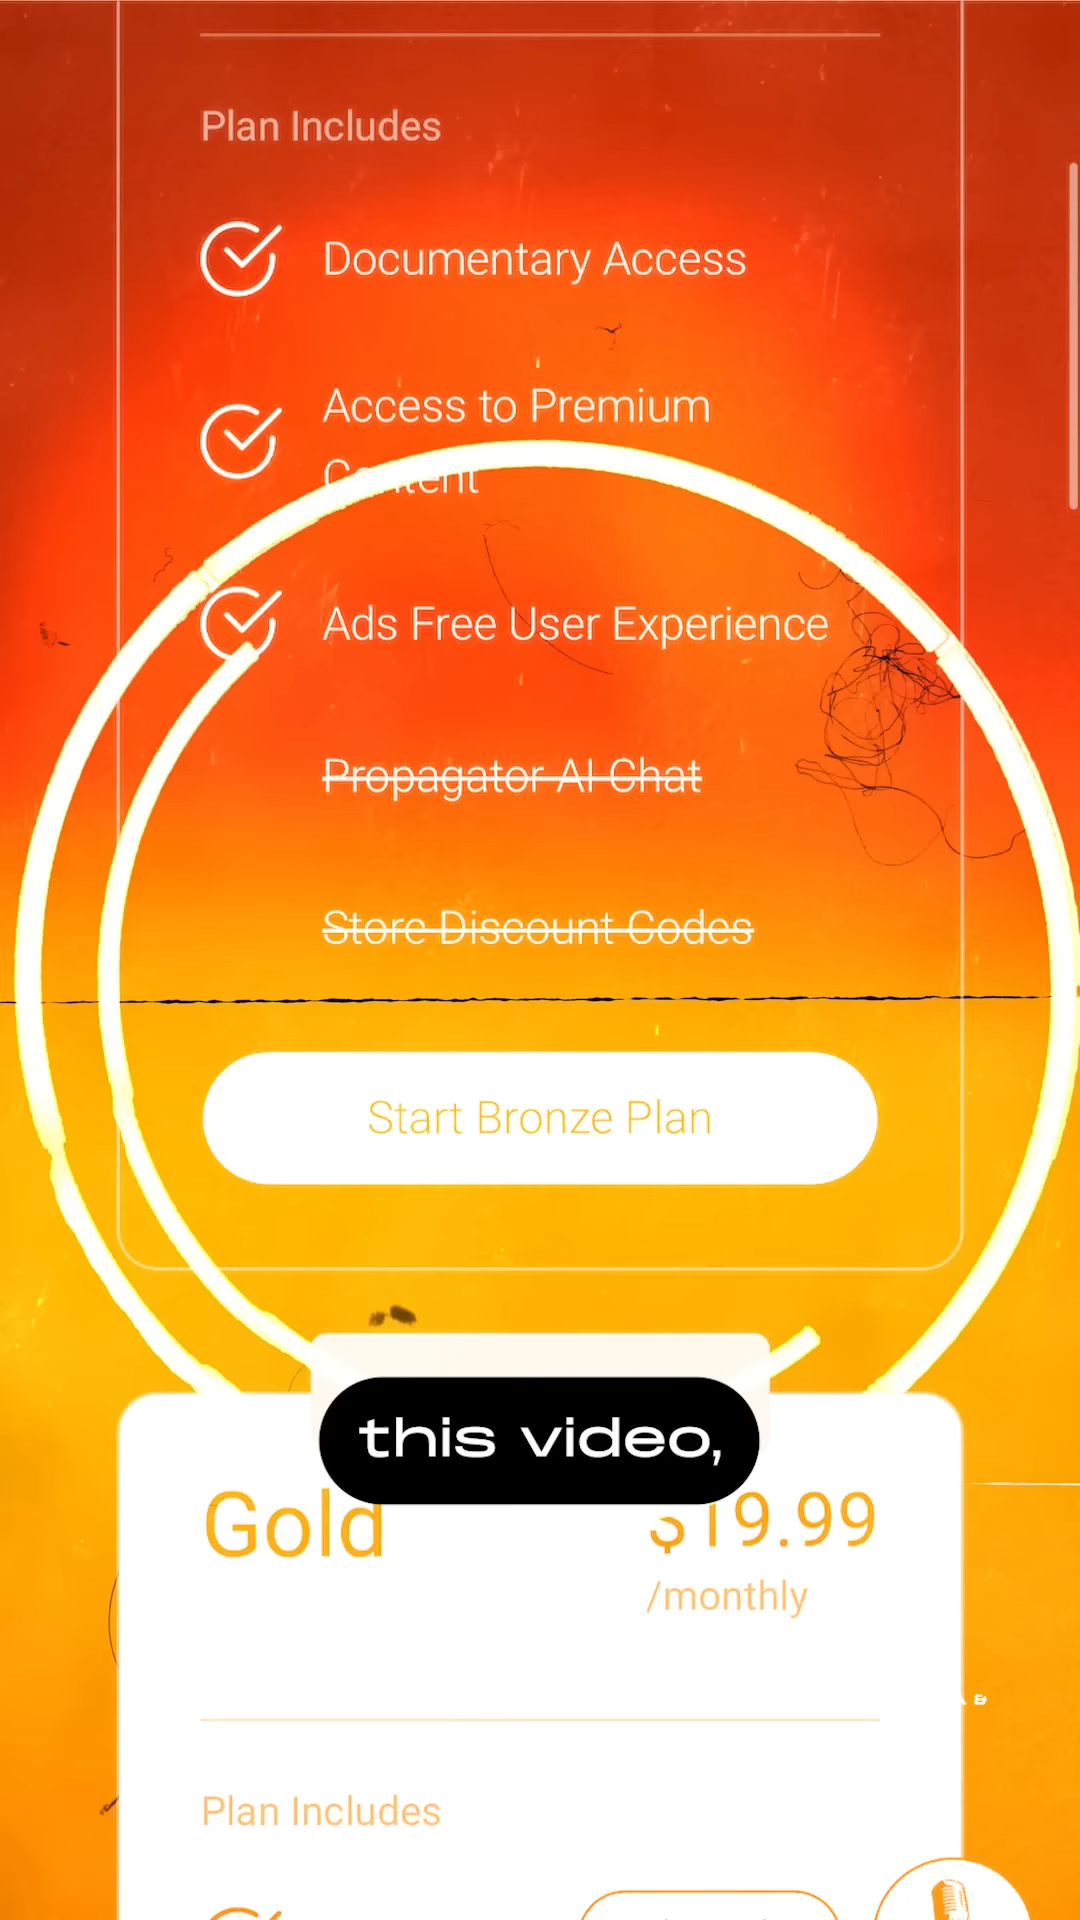 Plan Includes
Documentary Access
Access to Premium
Content
Ads Free User Experience
Propagator AI Chat
Store Discount Codes
Start Bronze Plan
this video,
Gold
$19.99
/monthly
&
Plan Includes